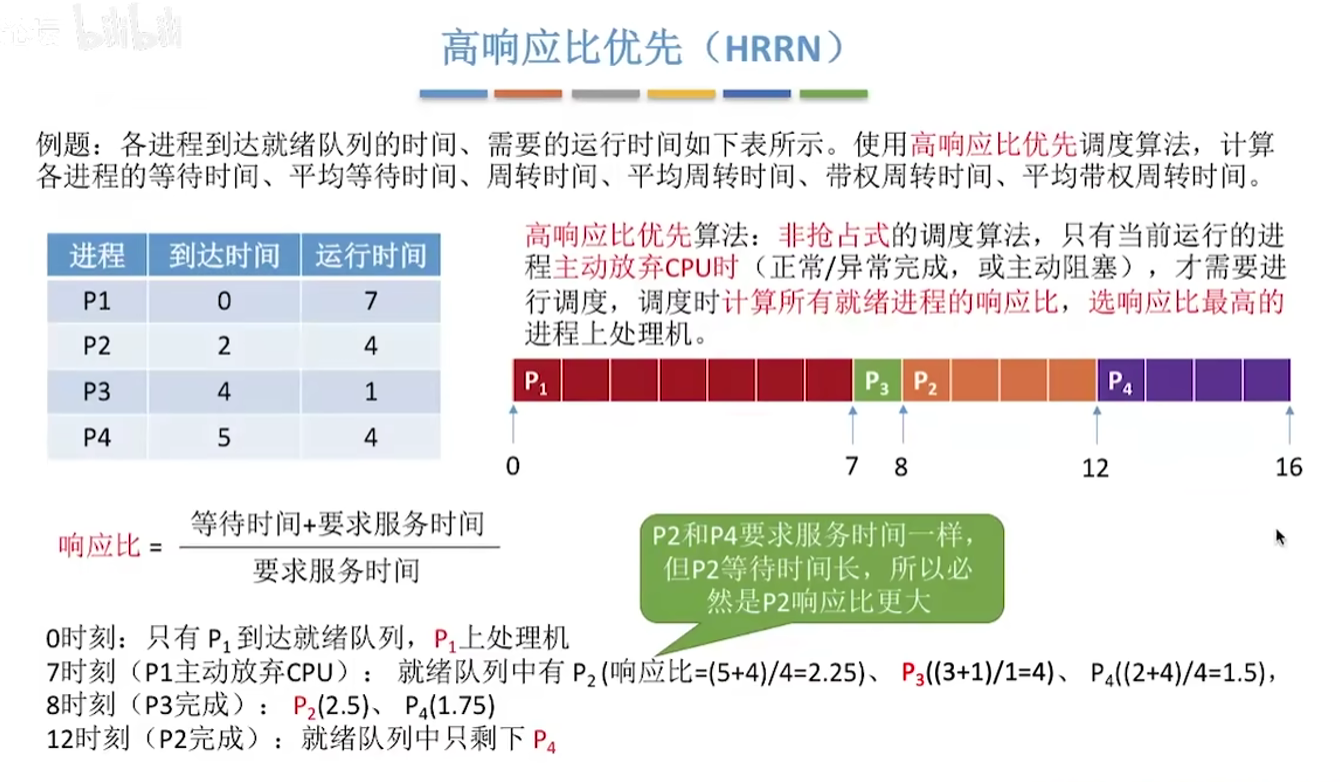 bilibili
高响应比优先（HRRN）
例题：各进程到达就绪队列的时间、需要的运行时间如下表所示。使用高响应比优先调度算法，计算
各进程的等待时间、平均等待时间、周转时间、平均周转时间、带权周转时间、平均带权周转时间。
进程 到达时间 运行时间
P1 0 7
P2 2 4
P3 4 1
P4 5 4
高响应比优先算法：非抢占式的调度算法，只有当前运行的进
程主动放弃CPU时（正常/异常完成，或主动阻塞），才需要进
行调度，调度时计算所有就绪进程的响应比，选响应比最高的
进程上处理机。
P₁ P₃ P₂ P₄
0 7 8 12 16
等待时间+要求服务时间
响应比 =
要求服务时间
P2和P4要求服务时间一样，
但P2等待时间长，所以必
然是P2响应比更大
0时刻：只有 P₁ 到达就绪队列，P₁上处理机
7时刻（P1主动放弃CPU）： 就绪队列中有 P₂ (响应比=(5+4)/4=2.25)、 P₃((3+1)/1=4)、 P₄((2+4)/4=1.5)，
8时刻（P3完成）： P₂(2.5)、 P₄(1.75)
12时刻（P2完成）：就绪队列中只剩下 P₄